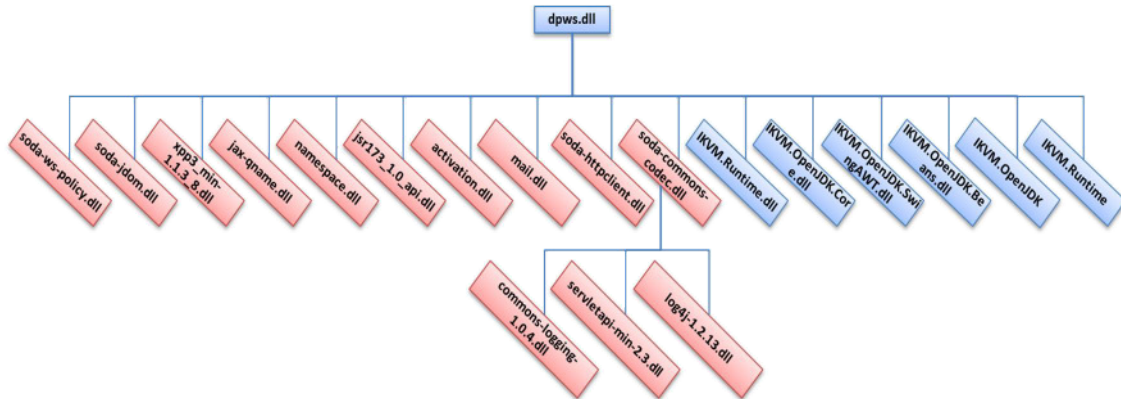 dpws.dll
soda-ws-policy.dll
soda-jdom.dll
xpp3_min-
1.1.3_8.dll
jax-qname.dll
namespace.dll
jsr173_1.0_api.dll
activation.dll
mail.dll
soda-httpclient.dll
soda-commons-
codec.dll
IKVM.Runtime.dll
IKVM.OpenJDK.Cor
e.dll
IKVM.OpenJDK.Swi
ngAWT.dll
IKVM.OpenJDK.Be
ans.dll
IKVM.OpenJDK
IKVM.Runtime
commons-logging-
1.0.4.dll
servletapi-min-2.3.dll
log4j-1.2.13.dll